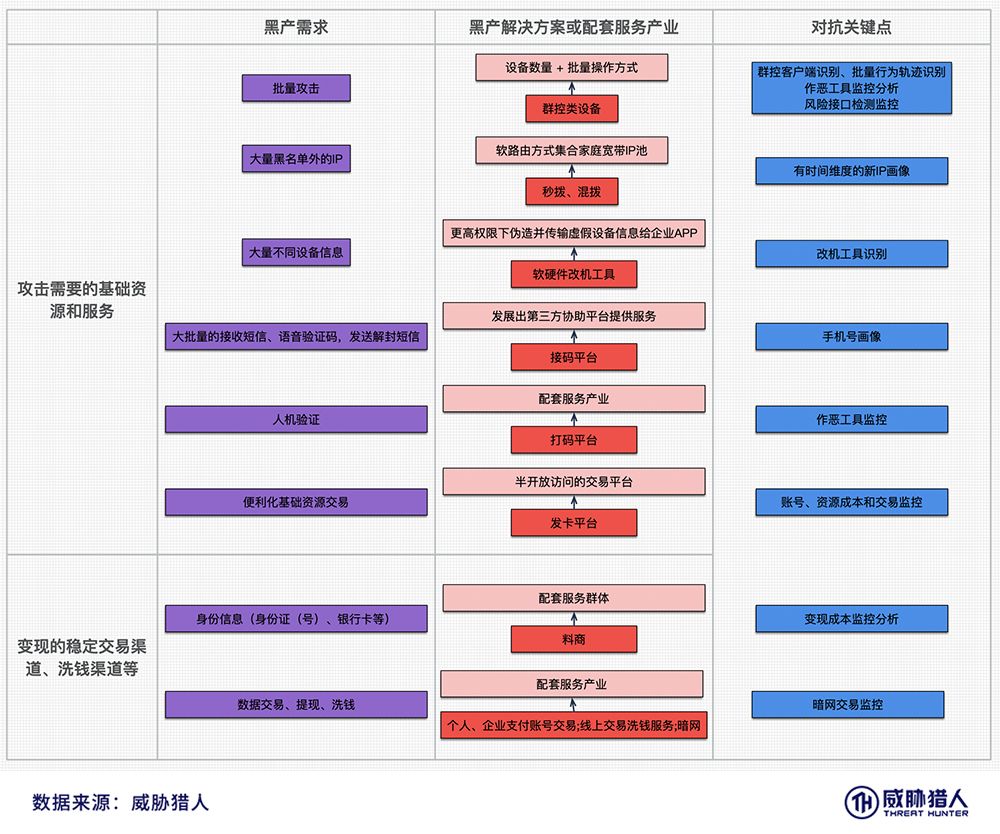 黑产需求
黑产解决方案或配套服务产业
对抗关键点
攻击需要的基础资
源和服务
批量攻击
设备数量 + 批量操作方式
群控类设备
群控客户端识别、批量行为轨迹识别
作恶工具监控分析
风险接口检测监控
大量黑名单外的IP
软路由方式集合家庭宽带IP池
秒拨、混拨
有时间维度的新IP画像
大量不同设备信息
更高权限下伪造并传输虚假设备信息给企业APP
软硬件改机工具
改机工具识别
大批量的接收短信、语音验证码，发送解封短信
发展出第三方协助平台提供服务
接码平台
手机号画像
人机验证
配套服务产业
打码平台
作恶工具监控
便利化基础资源交易
半开放访问的交易平台
发卡平台
账号、资源成本和交易监控
变现的稳定交易渠
道、洗钱渠道等
身份信息（身份证（号）、银行卡等）
配套服务群体
料商
变现成本监控分析
数据交易、提现、洗钱
配套服务产业
个人、企业支付账号交易;线上交易洗钱服务;暗网
暗网交易监控
数据来源：威胁猎人
TH 威胁猎人
THREAT HUNTER